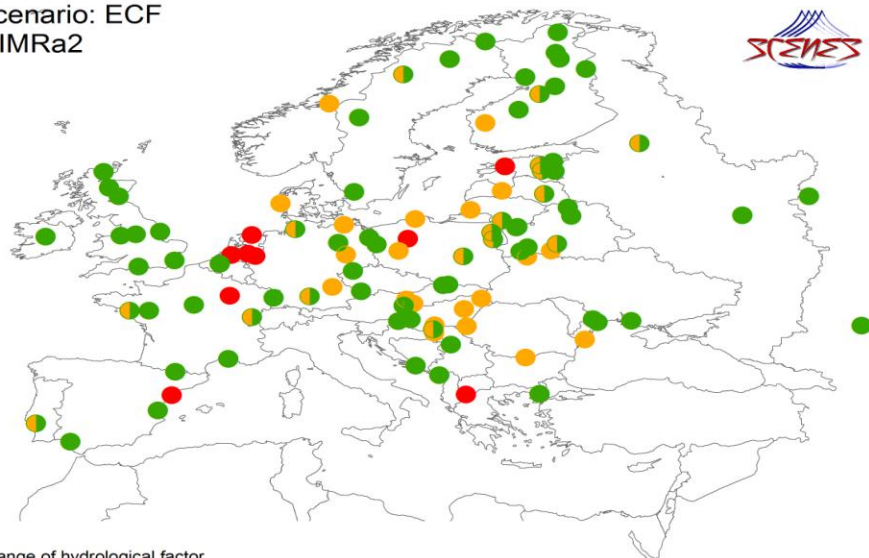 cenario: ECF
IMRa2
SCENES
ange of hydrological factor